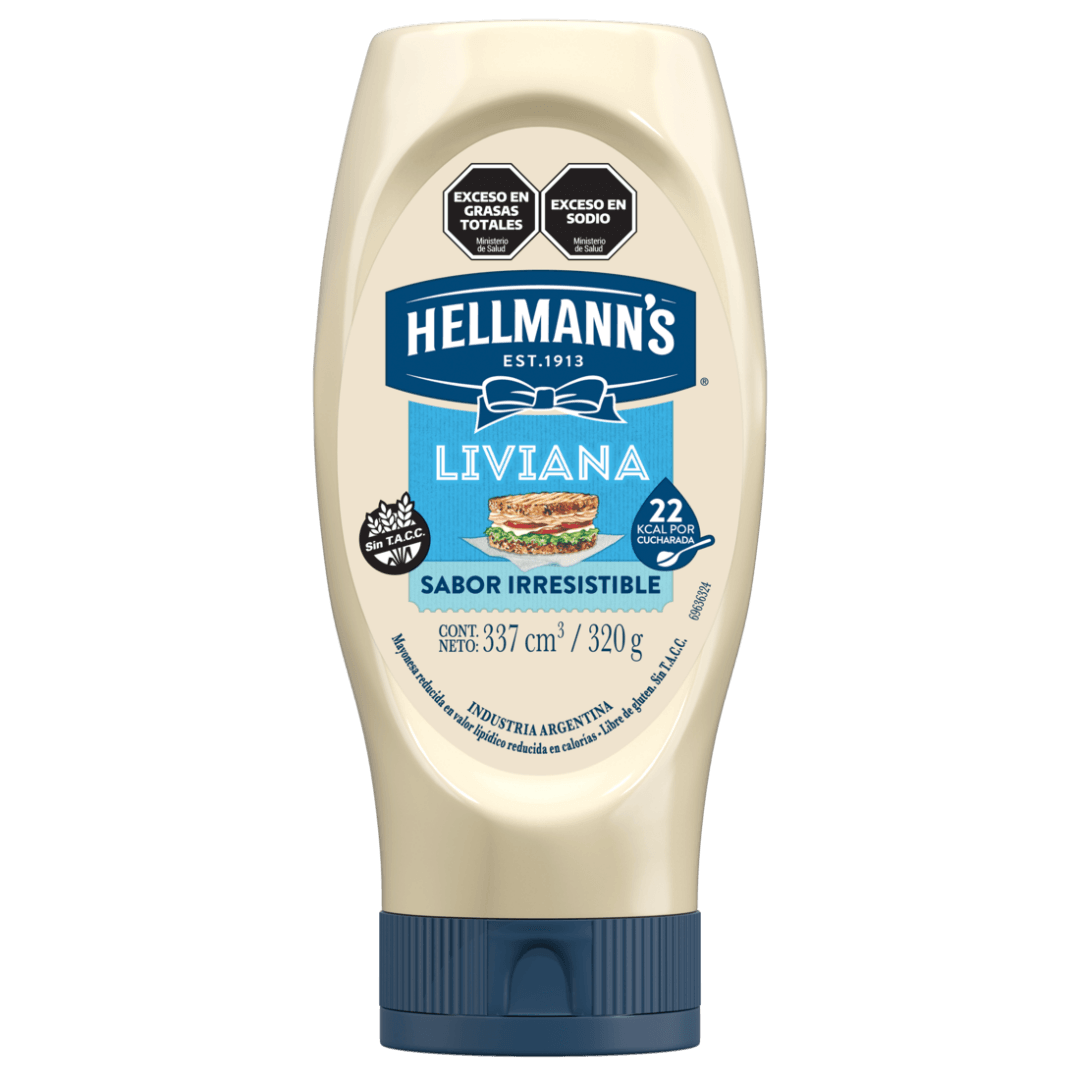 EXCESO EN
GRASAS
TOTALES
Ministerio
de Salud
EXCESO EN
SODIO
Ministerio
de Salud
HELLMANN'S
EST.1913
®
LIVIANA
Sin T.A.C.C.
22
KCAL POR
CUCHARADA
SABOR IRRESISTIBLE
69636324
CONT.
NETO: 337 cm³ / 320 g
INDUSTRIA ARGENTINA
Mayonesa reducida en valor lipídico reducida en calorías - Libre de gluten. Sin T.A.C.C.